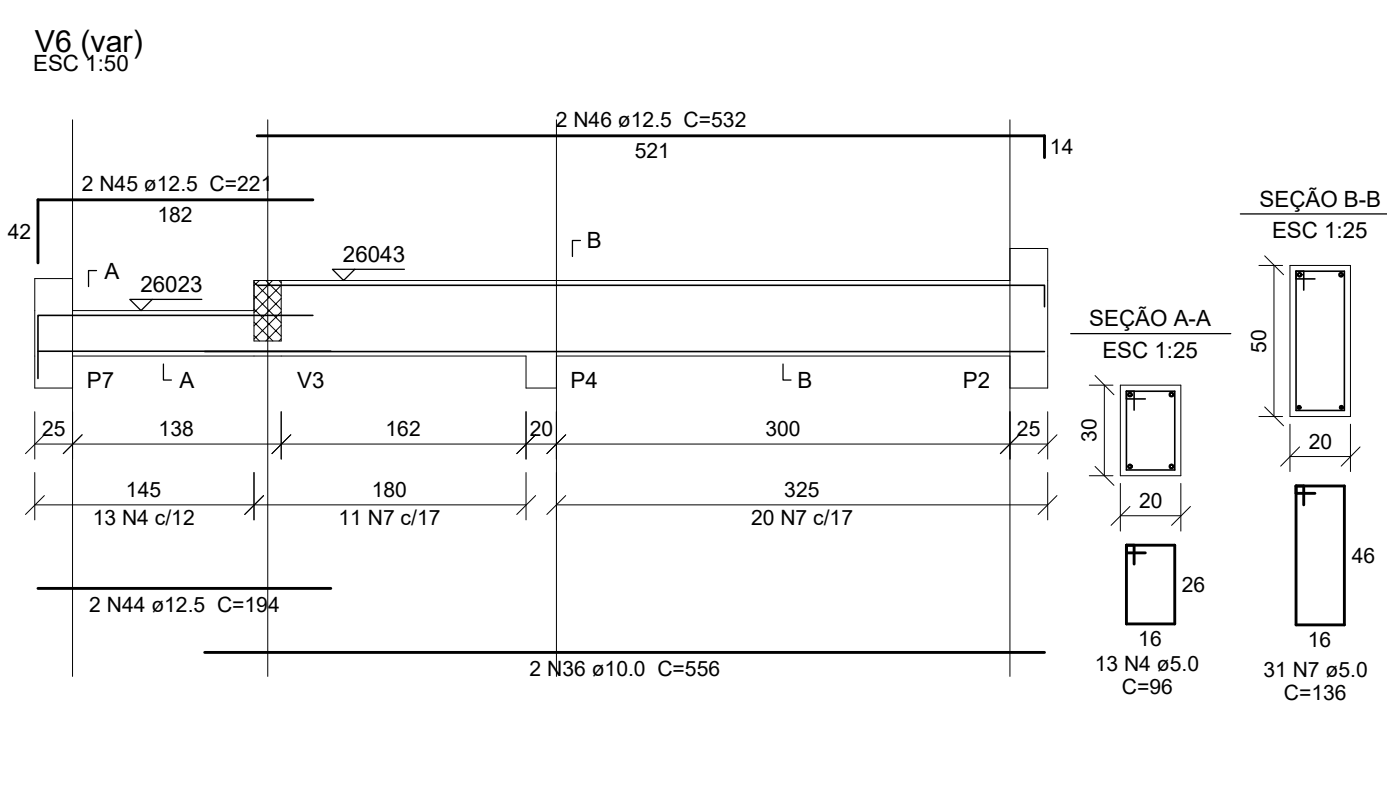 V6 (var)
ESC 1:50
2 N46 ø12.5 C=532
521
14
2 N45 ø12.5 C=221
182
42
SEÇÃO B-B
ESC 1:25
B
26043
A
26023
SEÇÃO A-A
ESC 1:25
50
P7
A
V3
P4
B
P2
30
25
138
162
20
300
25
20
145
180
325
20
13 N4 c/12
11 N7 c/17
20 N7 c/17
46
26
2 N44 ø12.5 C=194
16
16
2 N36 ø10.0 C=556
13 N4 ø5.0
C=96
31 N7 ø5.0
C=136